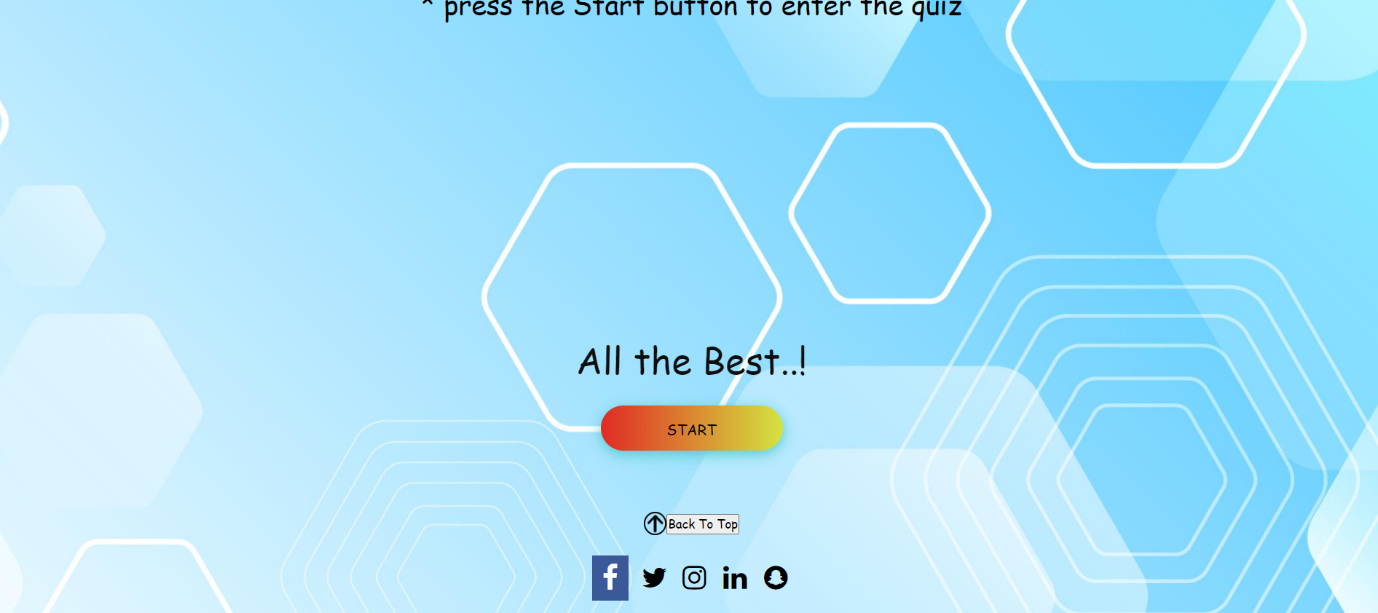 * press the Start button to enter the quiz
All the Best..!
START
Back To Top